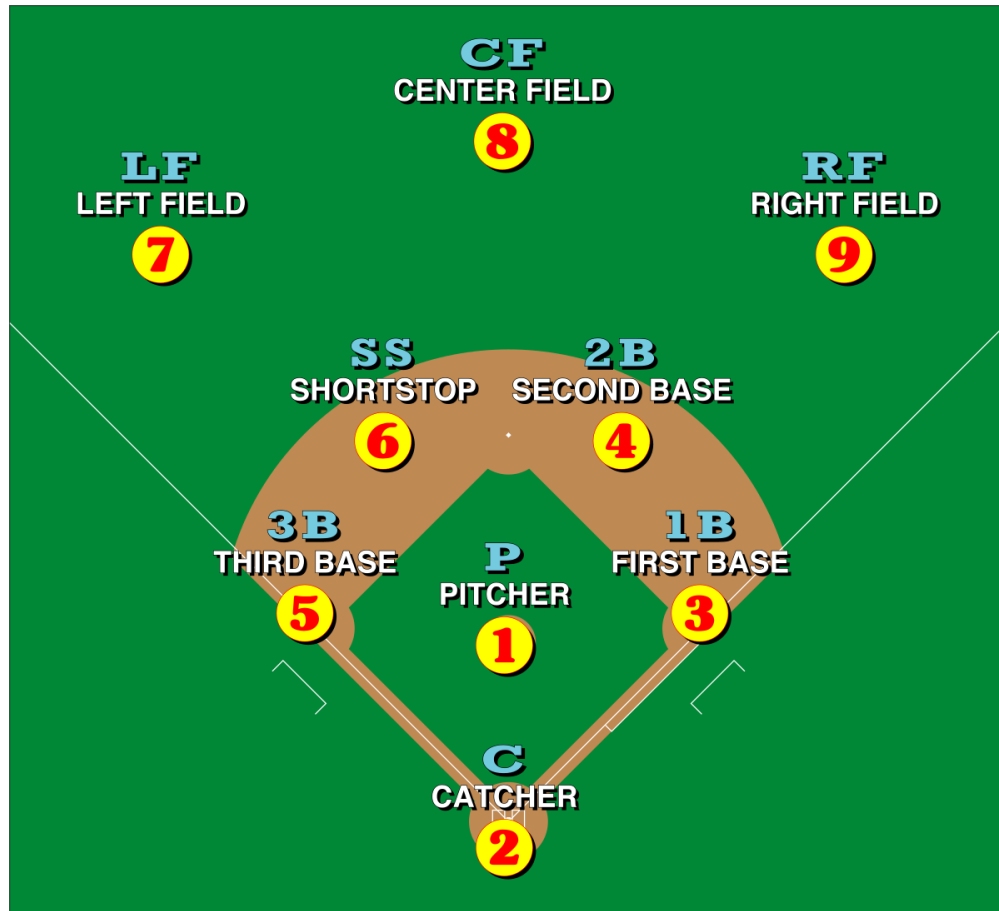 CF
CENTER FIELD
8
LF
LEFT FIELD
7
RF
RIGHT FIELD
9
SS
SHORTSTOP
6
2B
SECOND BASE
4
3B
THIRD BASE
5
1B
FIRST BASE
3
P
PITCHER
1
C
CATCHER
2